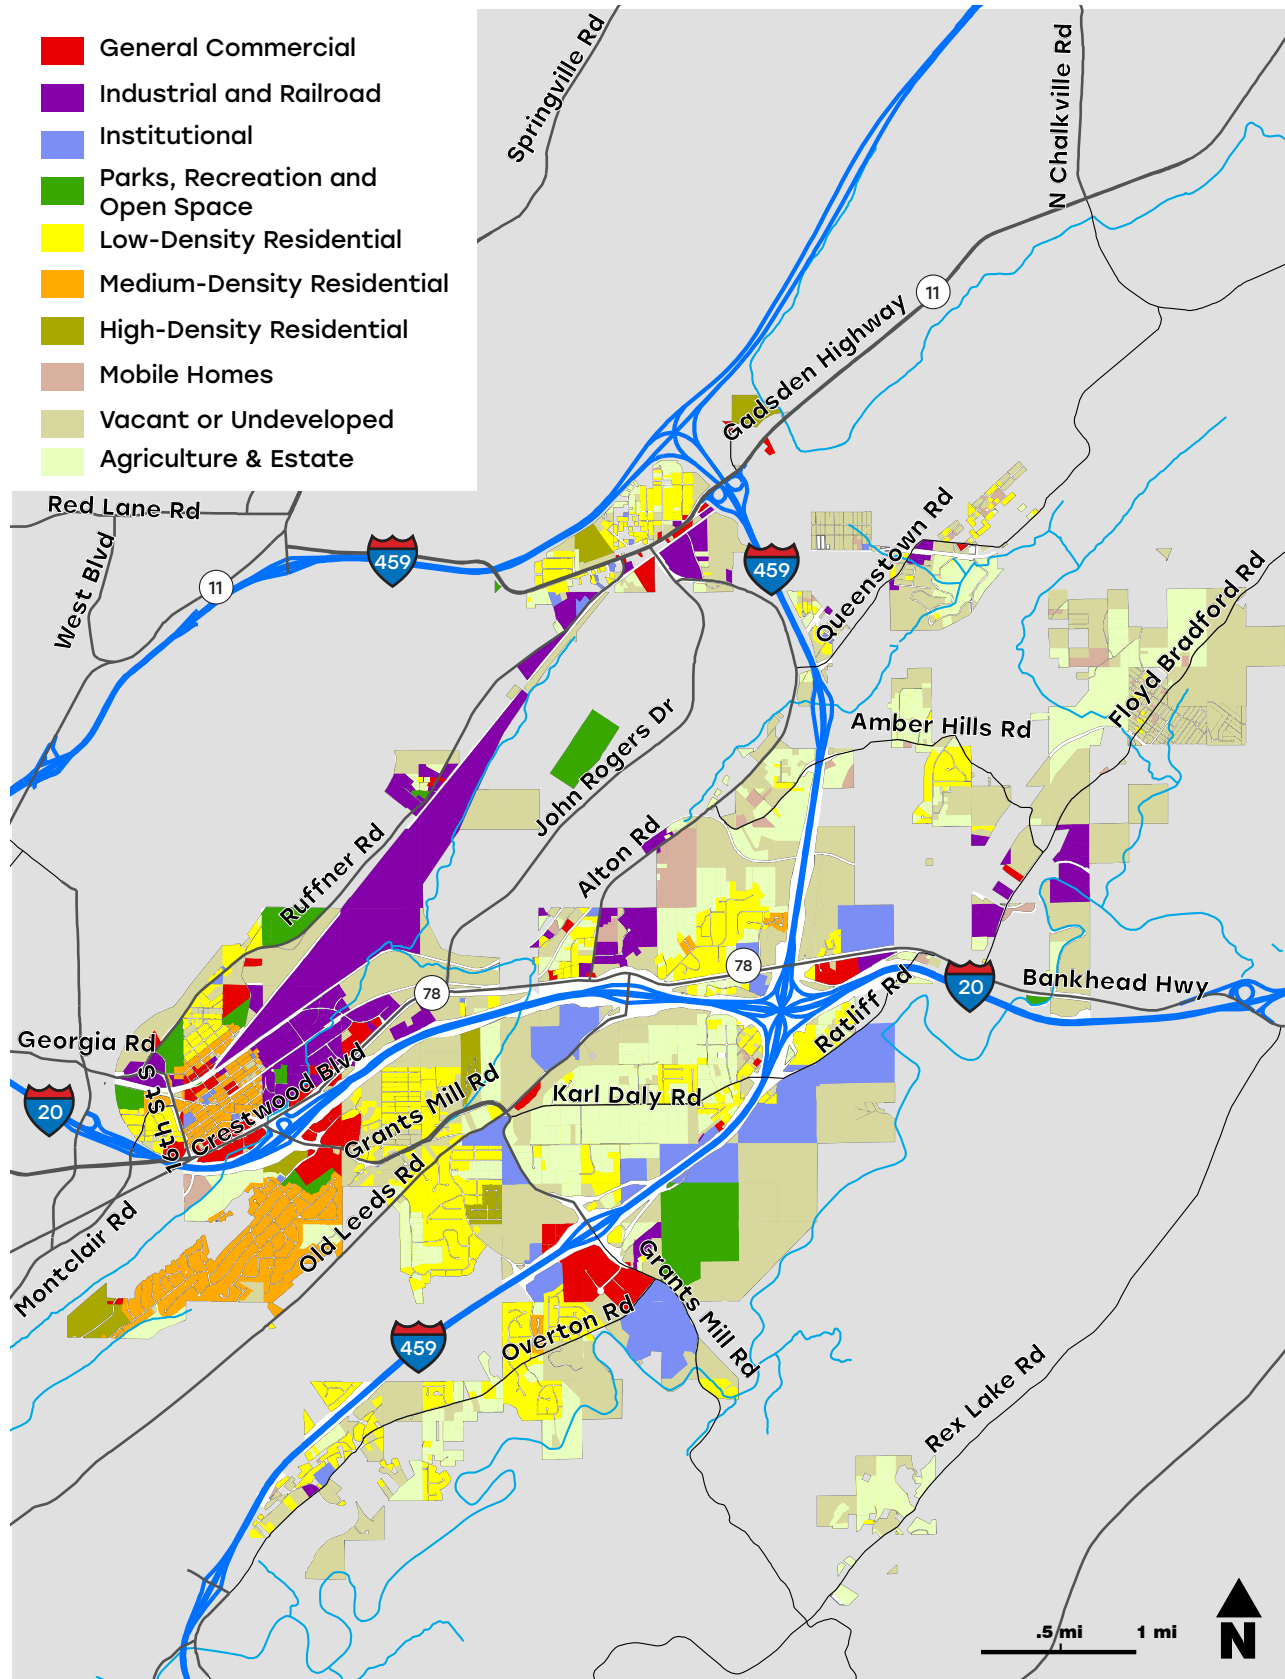 General Commercial
Industrial and Railroad
Institutional
Parks, Recreation and
Open Space
Low-Density Residential
Medium-Density Residential
High-Density Residential
Mobile Homes
Vacant or Undeveloped
Agriculture & Estate
Springville Rd
N Chalkville Rd
11
Gadsden Highway
Red Lane Rd
West Blvd
11
459
459
Queenstown Rd
Floyd Bradford Rd
Amber Hills Rd
John Rogers Dr
Alton Rd
Ruffner Rd
78
78
20
Bankhead Hwy
Ratliff Rd
Georgia Rd
20
16th St S
Crestwood Blvd
Grants Mill Rd
Karl Daly Rd
Old Leeds Rd
Montclair Rd
Grants Mill Rd
Overton Rd
459
Rex Lake Rd
.5 mi
1 mi
N